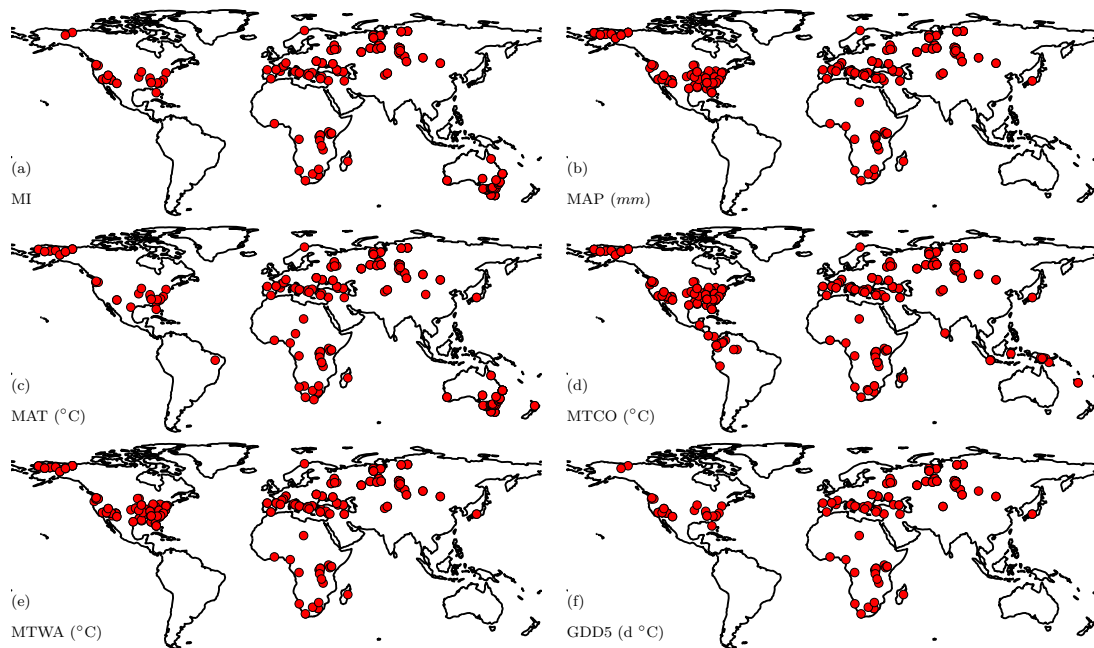 (a)
MI
(b)
MAP (mm)
(c)
MAT (°C)
(d)
MTCO (°C)
(e)
MTWA (°C)
(f)
GDD5 (d °C)